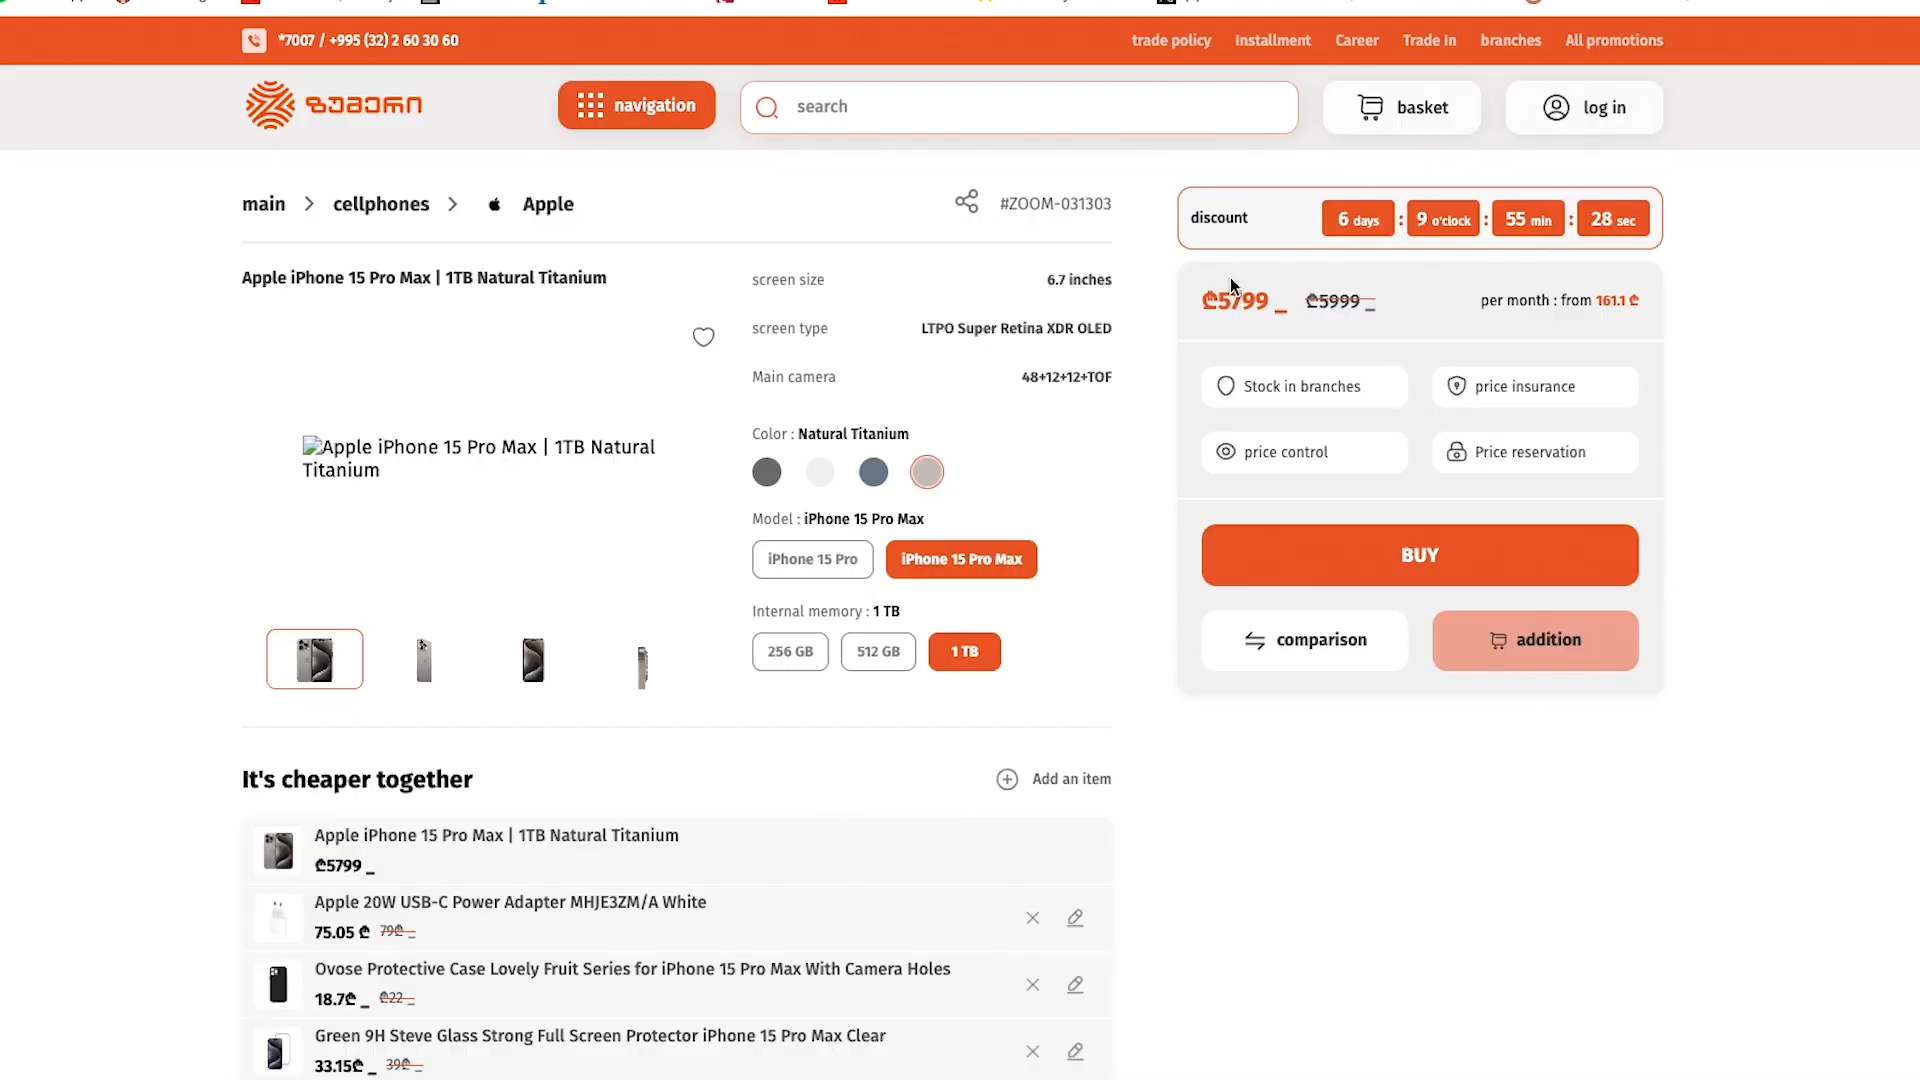 *7007 / +995 (32) 2 60 30 60
trade policy Installment Career Trade In branches All promotions
ზუმერი
navigation
search
basket
log in
main > cellphones > Apple
#ZOOM-031303
Apple iPhone 15 Pro Max | 1TB Natural Titanium
Apple iPhone 15 Pro Max | 1TB Natural
Titanium
screen size 6.7 inches
screen type LTPO Super Retina XDR OLED
Main camera 48+12+12+TOF
Color : Natural Titanium
Model : iPhone 15 Pro Max
iPhone 15 Pro iPhone 15 Pro Max
Internal memory : 1 TB
256 GB 512 GB 1 TB
discount 6 days : 9 o'clock : 55 min : 28 sec
₾5799 _ ₾5999 _ per month : from 161.1 ₾
Stock in branches price insurance
price control Price reservation
BUY
comparison addition
It's cheaper together
Add an item
Apple iPhone 15 Pro Max | 1TB Natural Titanium
₾5799 _
Apple 20W USB-C Power Adapter MHJE3ZM/A White
75.05 ₾ 79₾ _
Ovose Protective Case Lovely Fruit Series for iPhone 15 Pro Max With Camera Holes
18.7₾ _ ₾22 _
Green 9H Steve Glass Strong Full Screen Protector iPhone 15 Pro Max Clear
33.15₾ _ 39₾ _